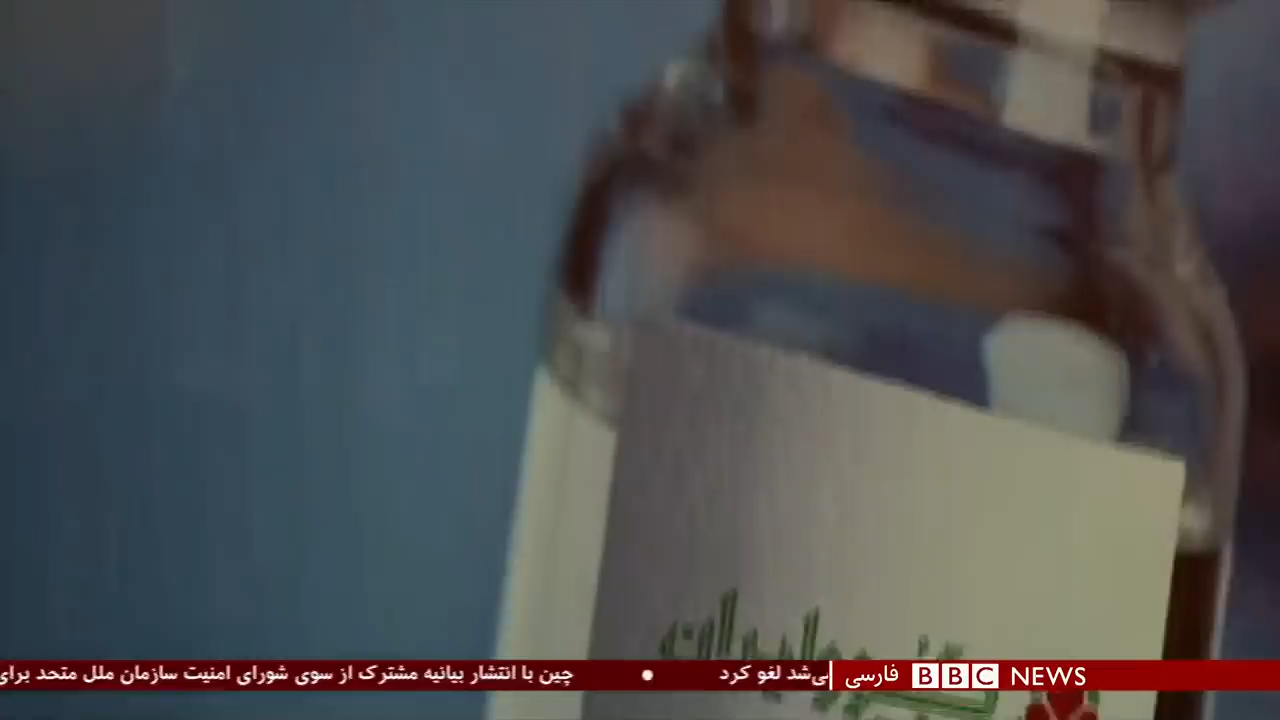 کووایران
چین با انتشار بیانیه مشترک از سوی شورای امنیت سازمان ملل متحد برای
ی‌شد لغو کرد
BBC NEWS فارسی